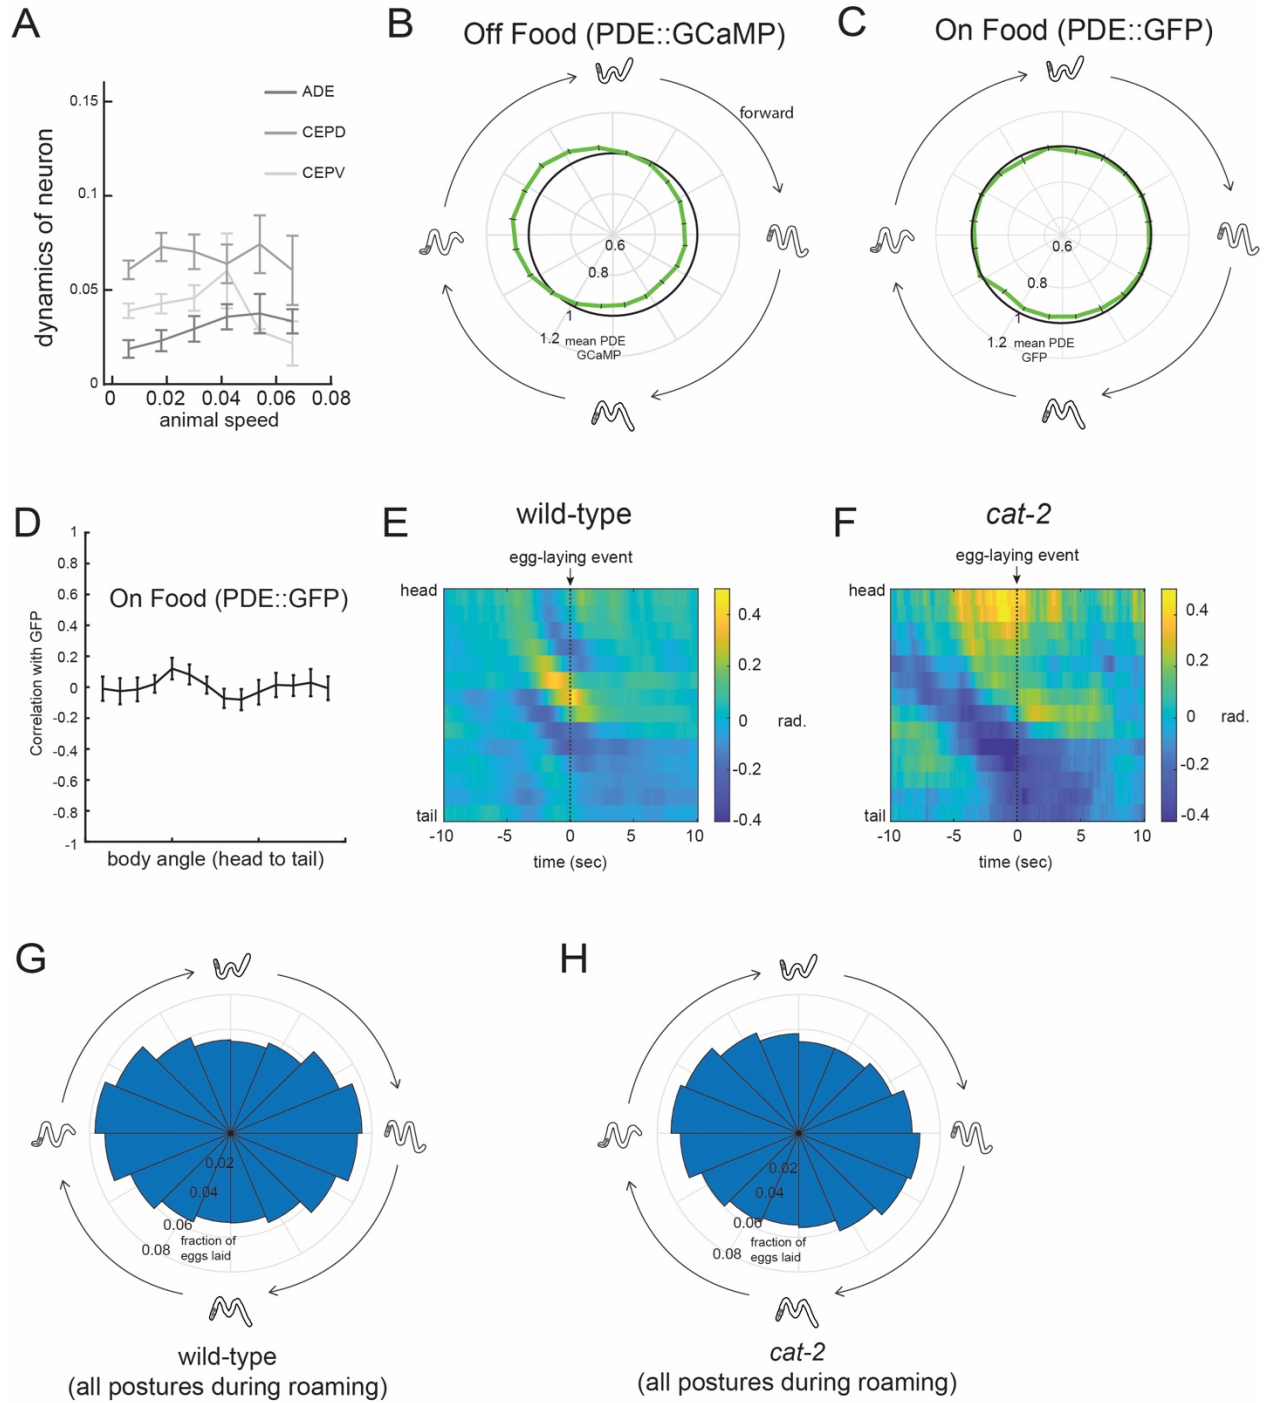 A
dynamics of neuron
0.15
0.1
0.05
0
ADE
CEPD
CEPV
0 0.02 0.04 0.06 0.08
animal speed
B
Off Food (PDE::GCaMP)
forward
0.6
0.8
1
1.2 mean PDE
GCaMP
C
On Food (PDE::GFP)
0.6
0.8
1
1.2 mean PDE
GFP
D
Correlation with GFP
1
0.8
0.6
0.4
0.2
0
-0.2
-0.4
-0.6
-0.8
-1
On Food (PDE::GFP)
body angle (head to tail)
E
wild-type
egg-laying event
head
tail
-10 -5 0 5 10
time (sec)
0.4
0.2
0
-0.2
-0.4
rad.
F
cat-2
egg-laying event
head
tail
-10 -5 0 5 10
time (sec)
0.4
0.2
0
-0.2
-0.4
rad.
G
0.02
0.04
0.06
0.08
fraction of
eggs laid
wild-type
(all postures during roaming)
H
0.02
0.04
0.06
0.08
fraction of
eggs laid
cat-2
(all postures during roaming)